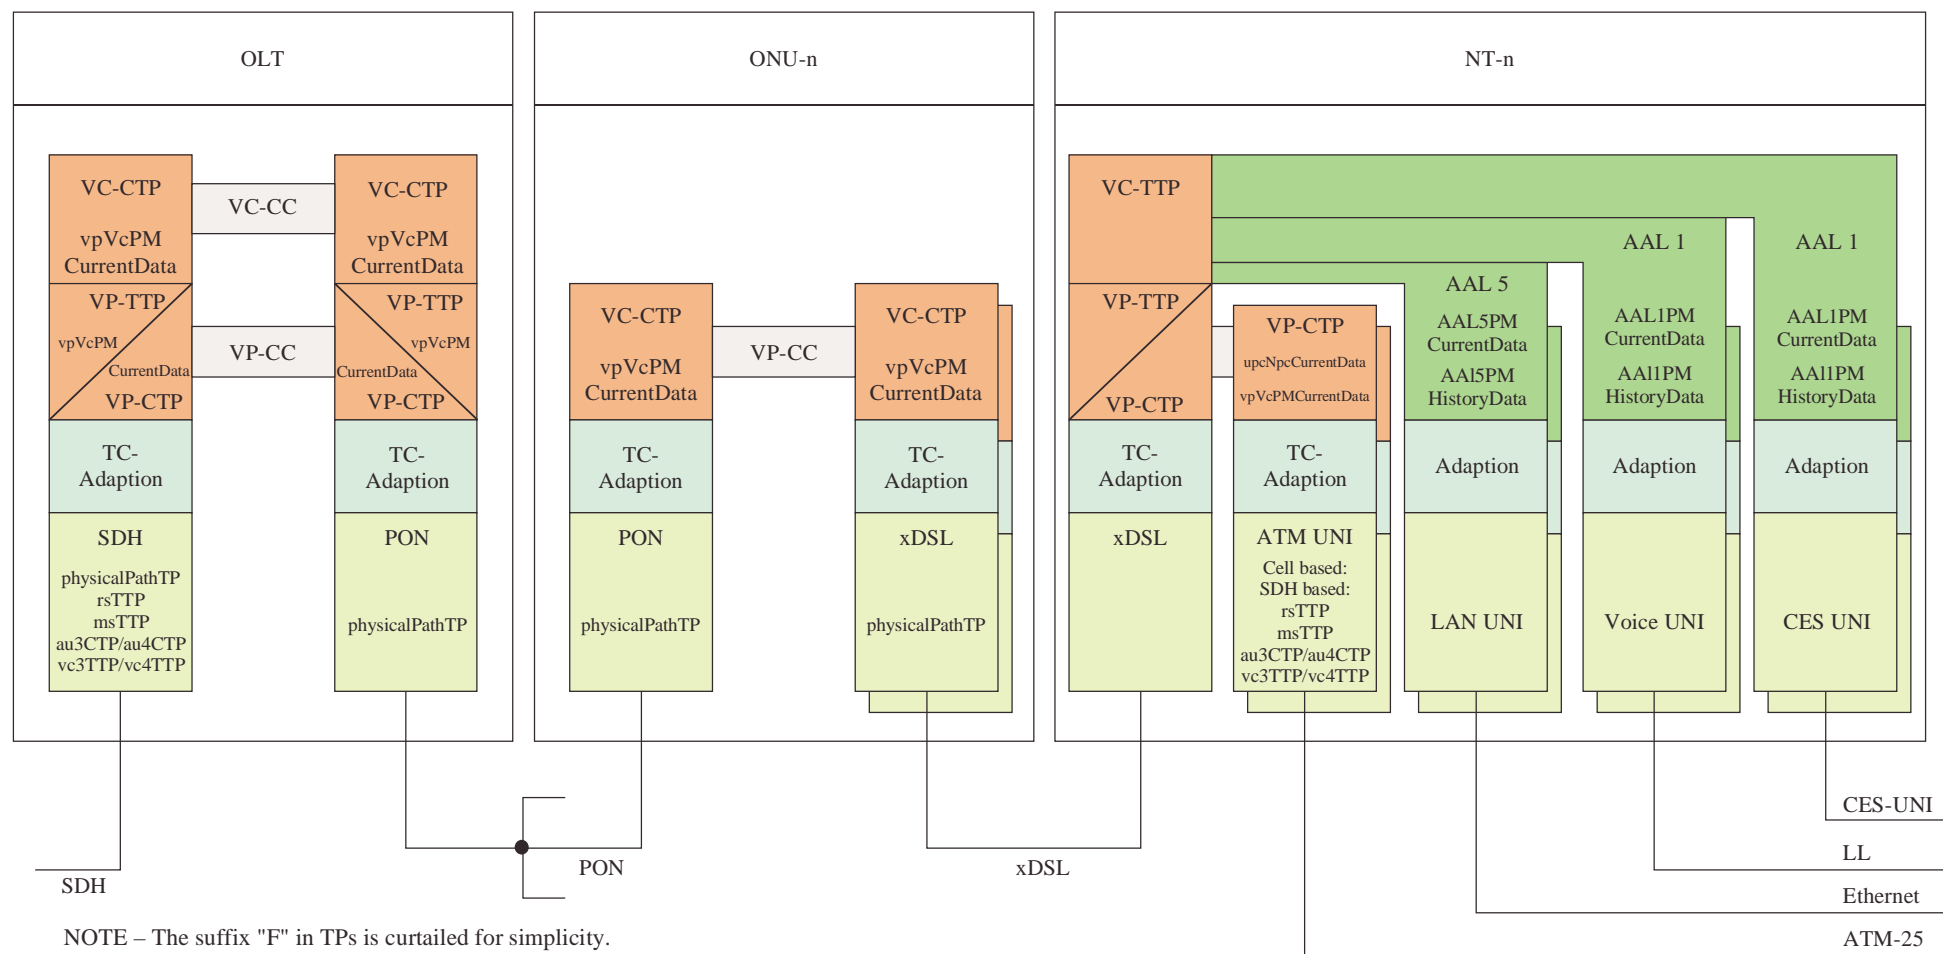 OLT
ONU-n
NT-n
VC-CTP
vpVcPM
CurrentData
VP-TTP
vpVcPM
CurrentData
VP-CTP
TC-
Adaption
SDH
physicalPathTP
rsTTP
msTTP
au3CTP/au4CTP
vc3TTP/vc4TTP
VC-CC
VP-CC
VC-CTP
vpVcPM
CurrentData
VP-TTP
vpVcPM
CurrentData
VP-CTP
TC-
Adaption
PON
physicalPathTP
VC-CTP
vpVcPM
CurrentData
TC-
Adaption
PON
physicalPathTP
VP-CC
VC-CTP
vpVcPM
CurrentData
TC-
Adaption
xDSL
physicalPathTP
VC-TTP
VP-TTP
VP-CTP
TC-
Adaption
xDSL
VP-CTP
upcNpcCurrentData
vpVcPMCurrentData
TC-
Adaption
ATM UNI
Cell based:
SDH based:
rsTTP
msTTP
au3CTP/au4CTP
vc3TTP/vc4TTP
AAL 5
AAL5PM
CurrentData
AAl5PM
HistoryData
Adaption
LAN UNI
AAL 1
AAL1PM
CurrentData
AAl1PM
HistoryData
Adaption
Voice UNI
AAL 1
AAL1PM
CurrentData
AAl1PM
HistoryData
Adaption
CES UNI
SDH
PON
xDSL
CES-UNI
LL
Ethernet
ATM-25
NOTE – The suffix "F" in TPs is curtailed for simplicity.